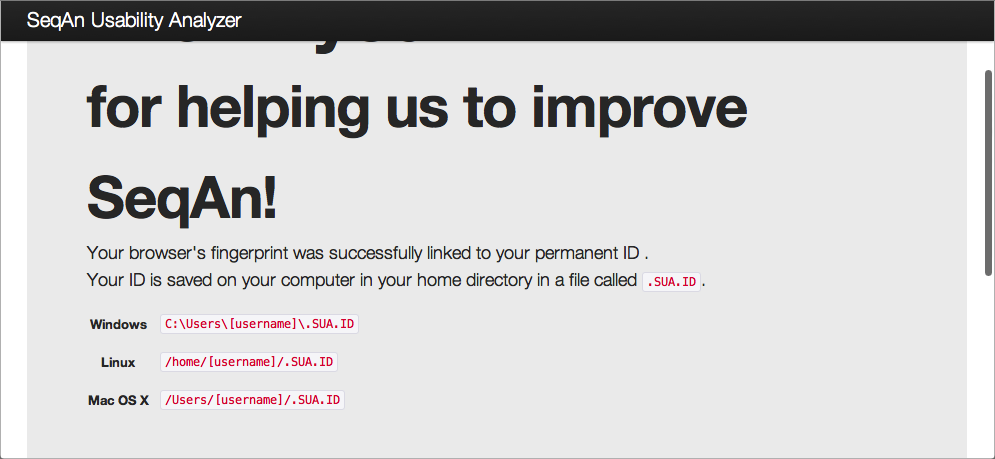 SeqAn Usability Analyzer
for helping us to improve
SeqAn!
Your browser's fingerprint was successfully linked to your permanent ID .
Your ID is saved on your computer in your home directory in a file called .SUA.ID.
Windows C:\Users\[username]\.SUA.ID
Linux /home/[username]/.SUA.ID
Mac OS X /Users/[username]/.SUA.ID